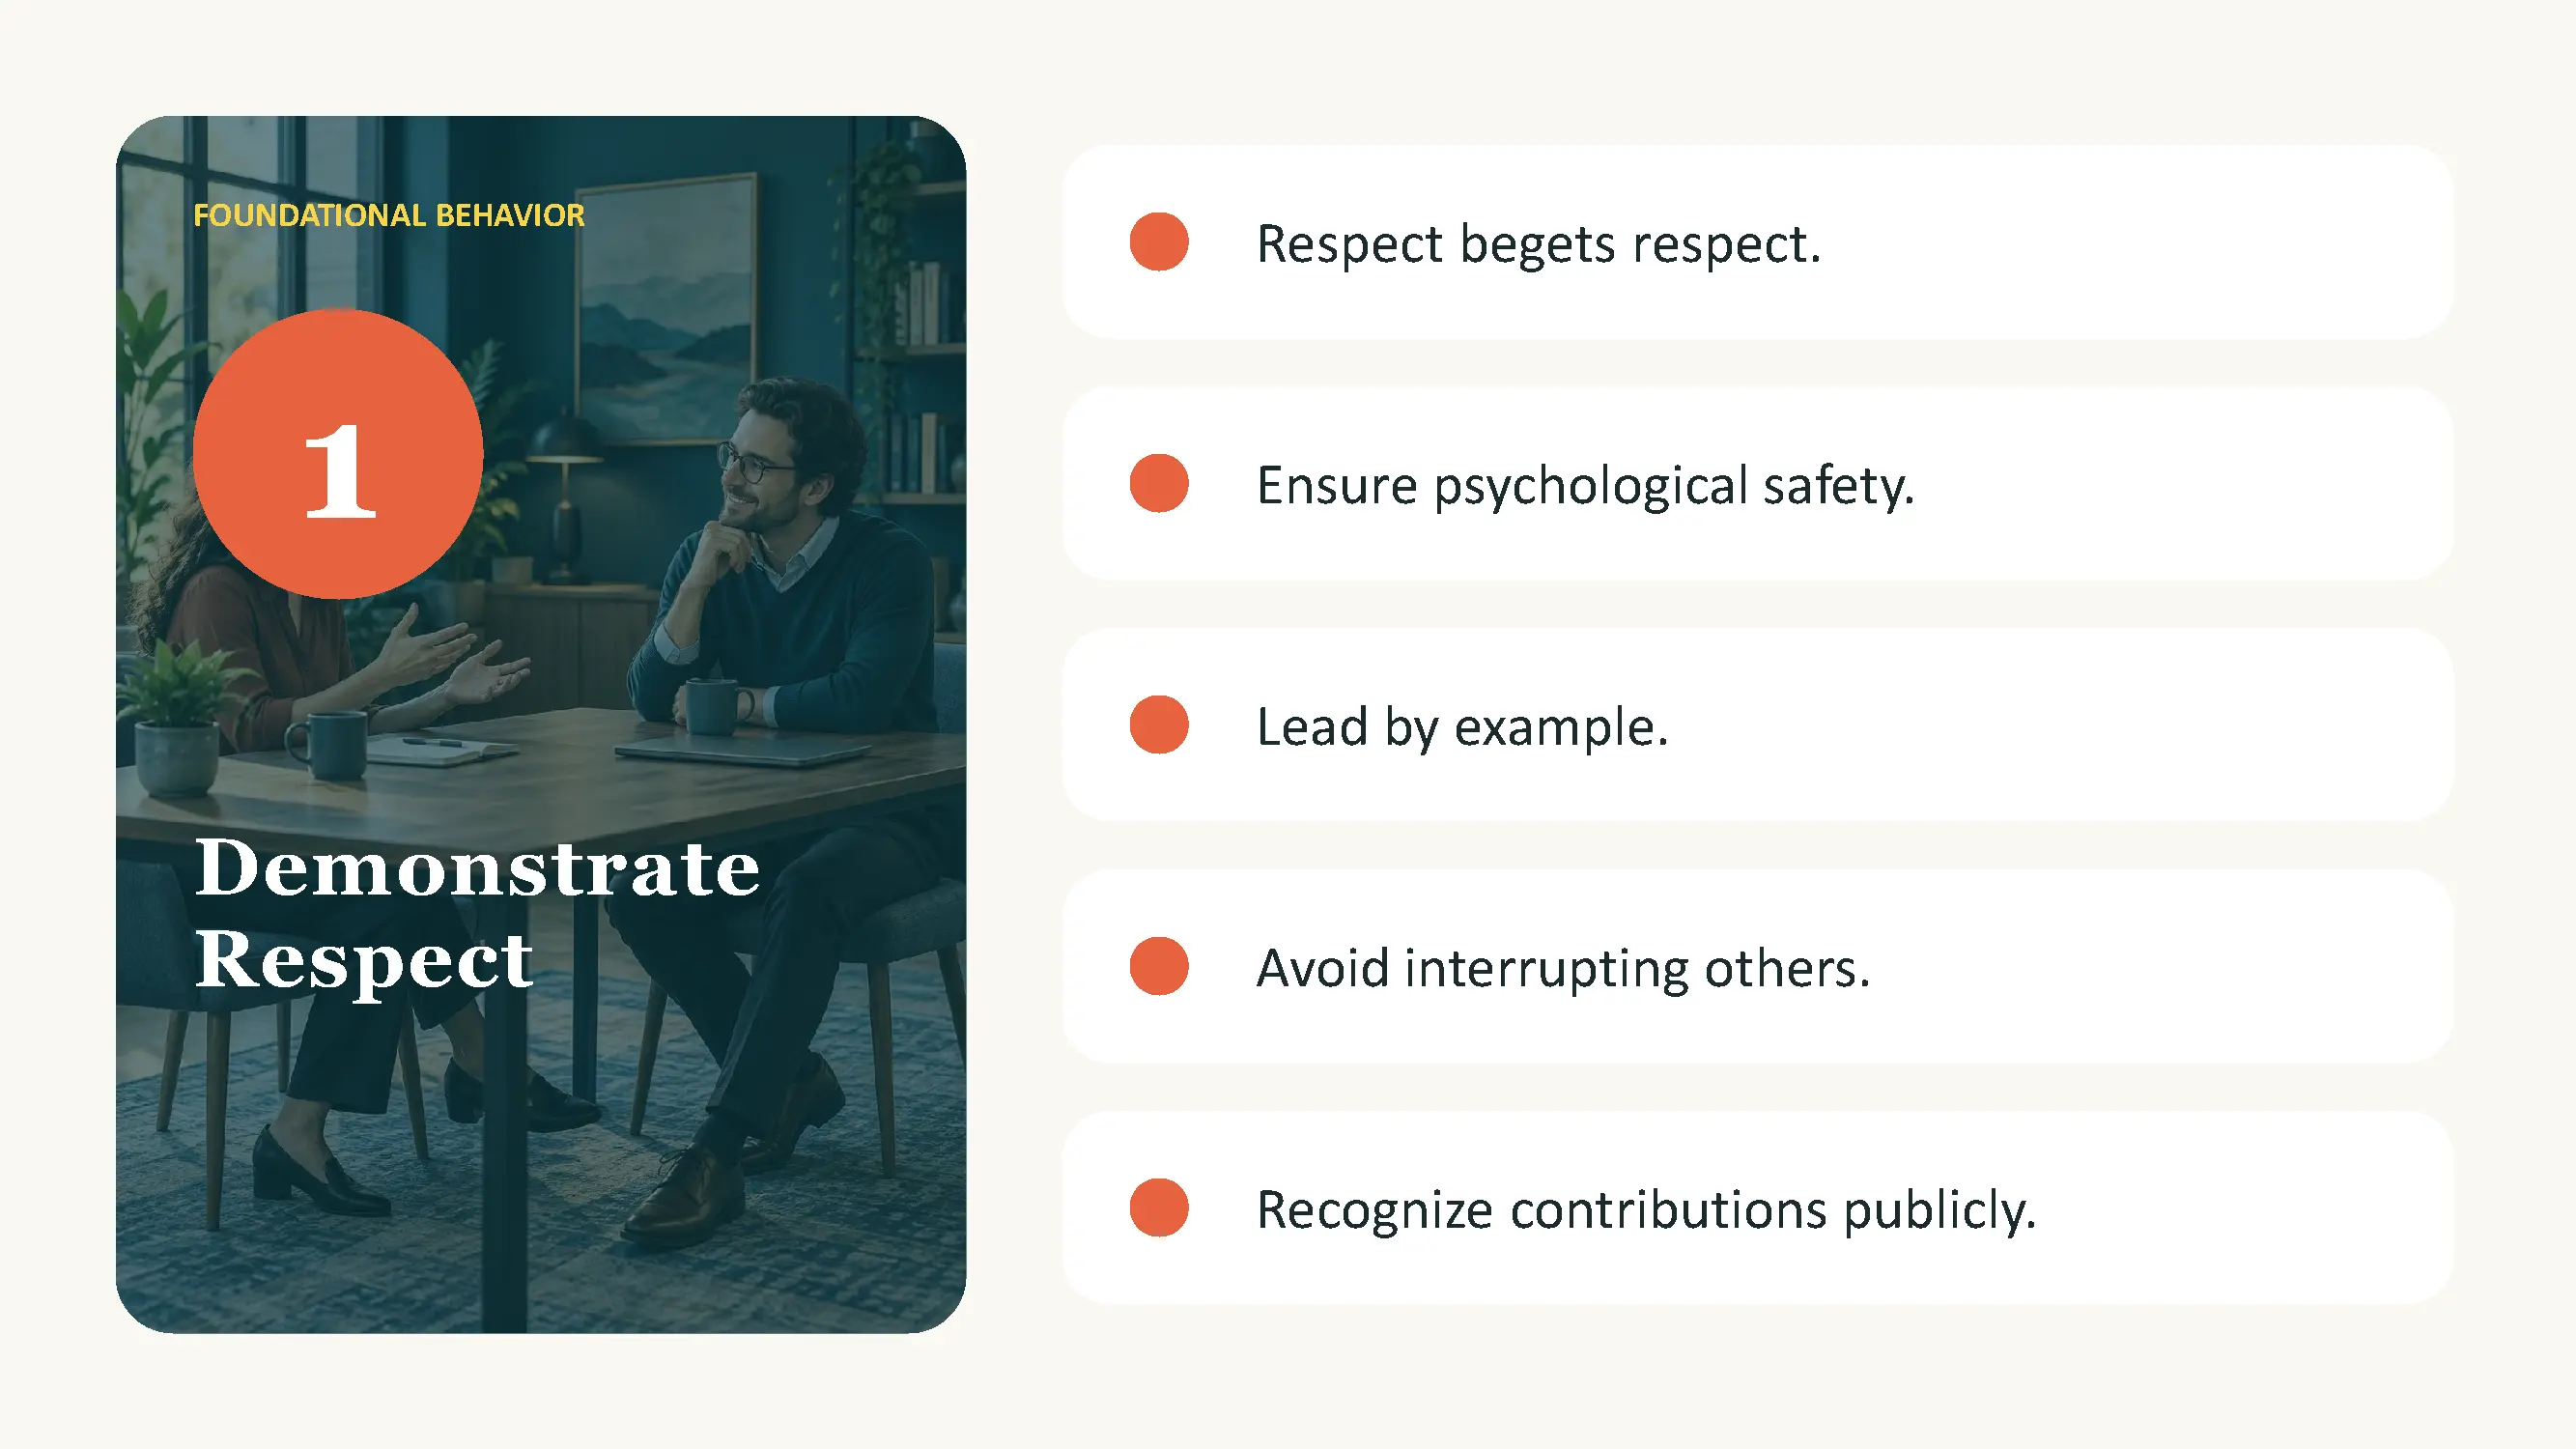 FOUNDATIONAL BEHAVIOR
1
Demonstrate
Respect
Respect begets respect.
Ensure psychological safety.
Lead by example.
Avoid interrupting others.
Recognize contributions publicly.